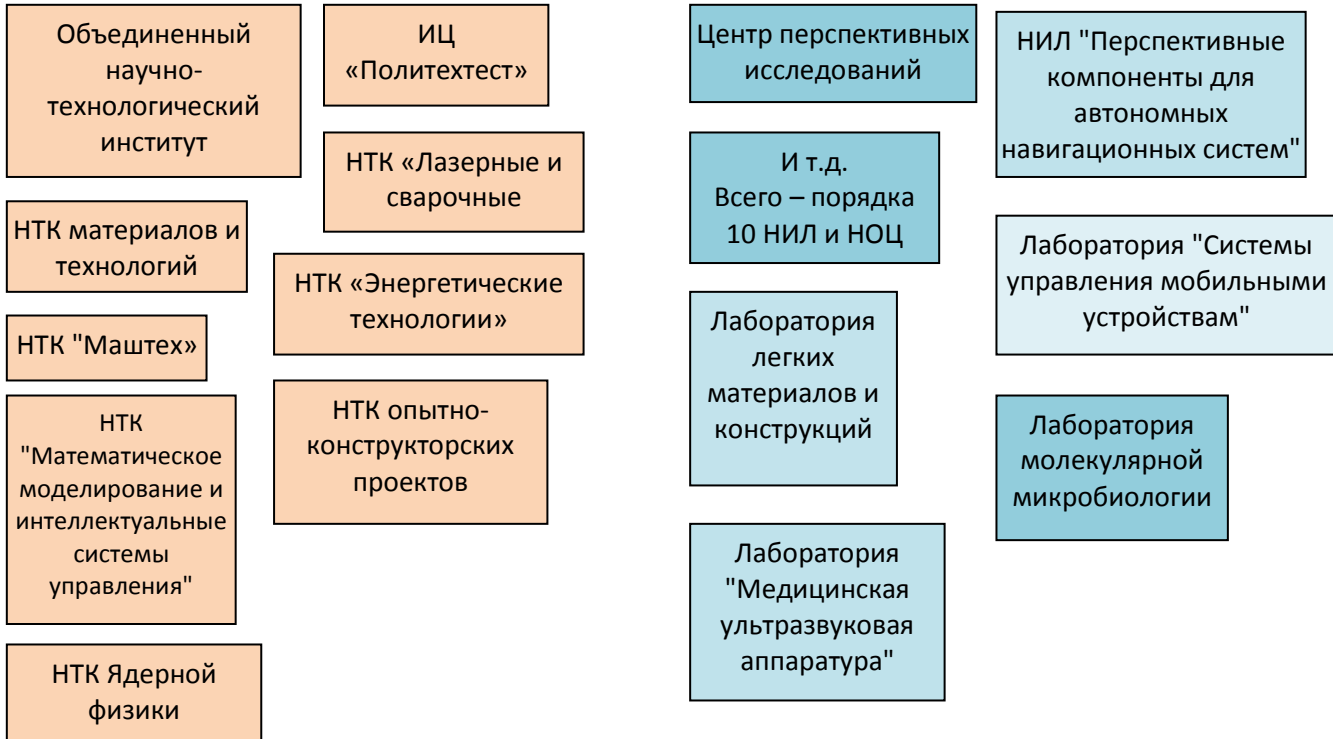 Объединенный
научно-
технологический
институт
НТК материалов и
технологий
НТК "Маштех»
НТК
"Математическое
моделирование и
интеллектуальные
системы
управления"
НТК Ядерной
физики
ИЦ
«Политехтест»
НТК «Лазерные и
сварочные
НТК «Энергетические
технологии»
НТК опытно-
конструкторских
проектов
Центр перспективных
исследований
И т.д.
Всего – порядка
10 НИЛ и НОЦ
Лаборатория
легких
материалов и
конструкций
Лаборатория
"Медицинская
ультразвуковая
аппаратура"
НИЛ "Перспективные
компоненты для
автономных
навигационных систем"
Лаборатория "Системы
управления мобильными
устройствам"
Лаборатория
молекулярной
микробиологии